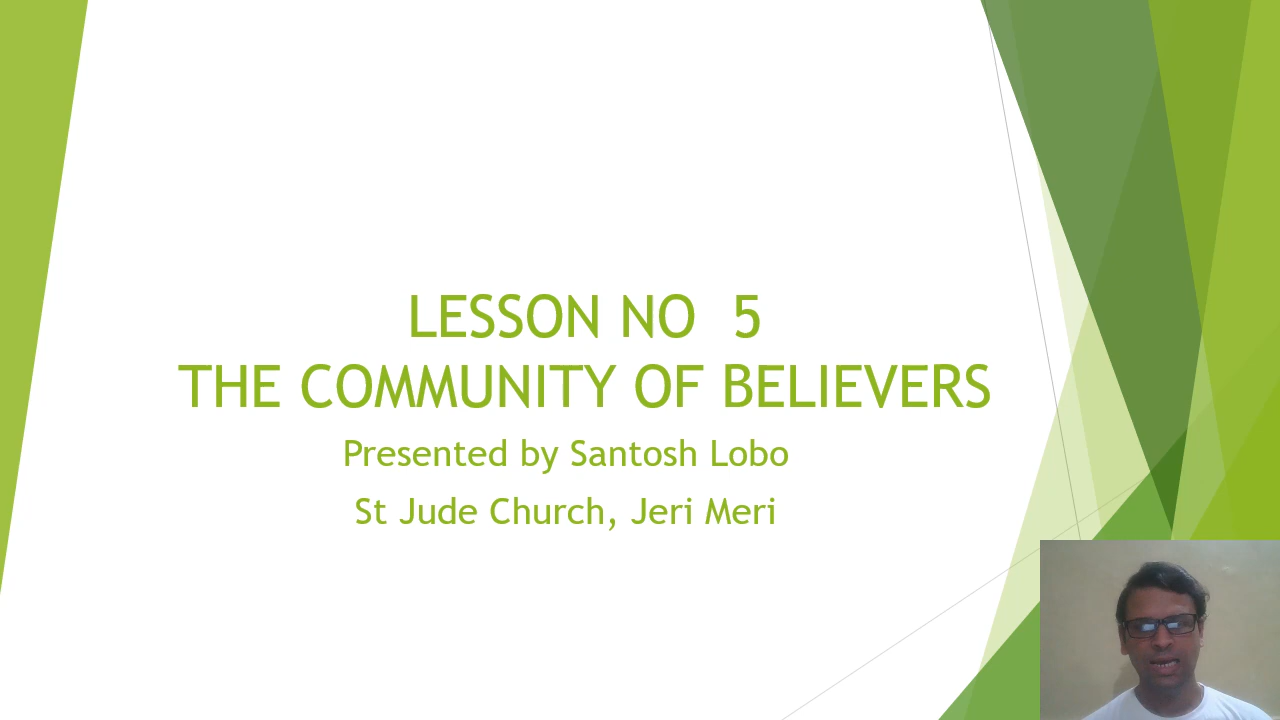 LESSON NO  5
THE COMMUNITY OF BELIEVERS
Presented by Santosh Lobo
St Jude Church, Jeri Meri